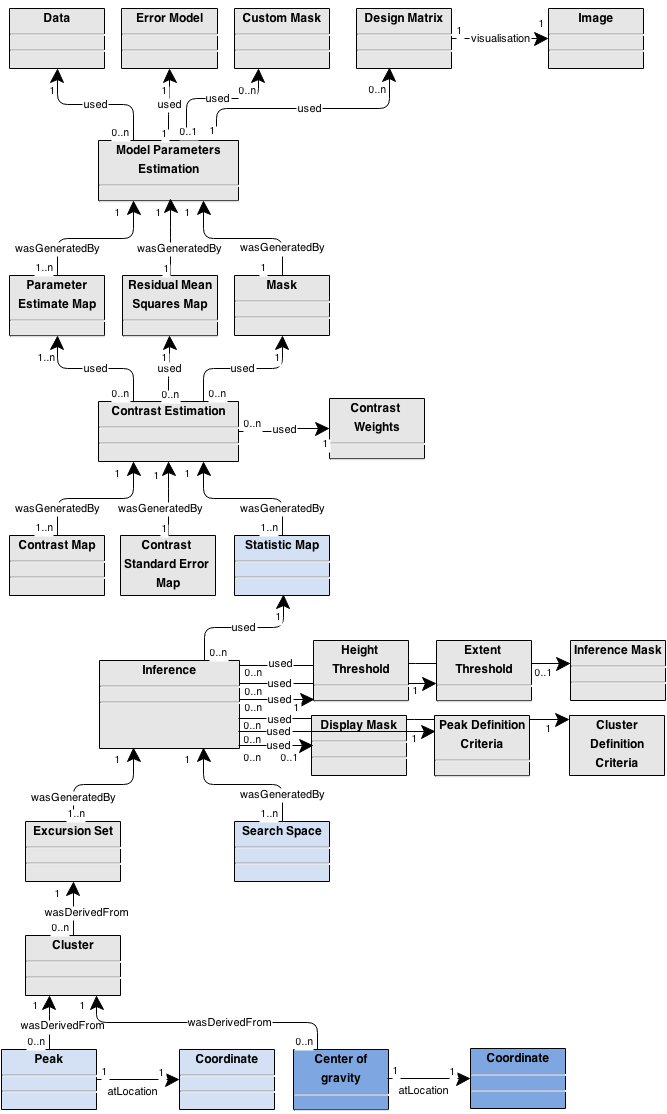 Data
Error Model
Custom Mask
Design Matrix
Image
1
visualisation
1
1
used
0..n
1
used
1
0..n
used
0..1
0..n
used
1
Model Parameters
Estimation
1
wasGeneratedBy
1..n
1
wasGeneratedBy
1
1
wasGeneratedBy
1
Parameter
Estimate Map
Residual Mean
Squares Map
Mask
1..n
used
0..n
1
used
0..n
1
used
0..n
Contrast Estimation
0..n
used
1
Contrast
Weights
1
wasGeneratedBy
1..n
1
wasGeneratedBy
1
1
wasGeneratedBy
1..n
Contrast Map
Contrast
Standard Error
Map
Statistic Map
1
used
0..n
Inference
used
0..n
used
0..n
used
0..n
1
Height
Threshold
1
Extent
Threshold
0..1
Inference Mask
used
0..n
used
0..n
used
0..n
0..1
Display Mask
1
Peak Definition
Criteria
1
Cluster
Definition
Criteria
1
wasGeneratedBy
1..n
1
wasGeneratedBy
1..n
Excursion Set
Search Space
1
wasDerivedFrom
0..n
Cluster
1
wasDerivedFrom
0..n
1
wasDerivedFrom
0..n
Peak
1
atLocation
1
Coordinate
Center of
gravity
1
atLocation
1
Coordinate